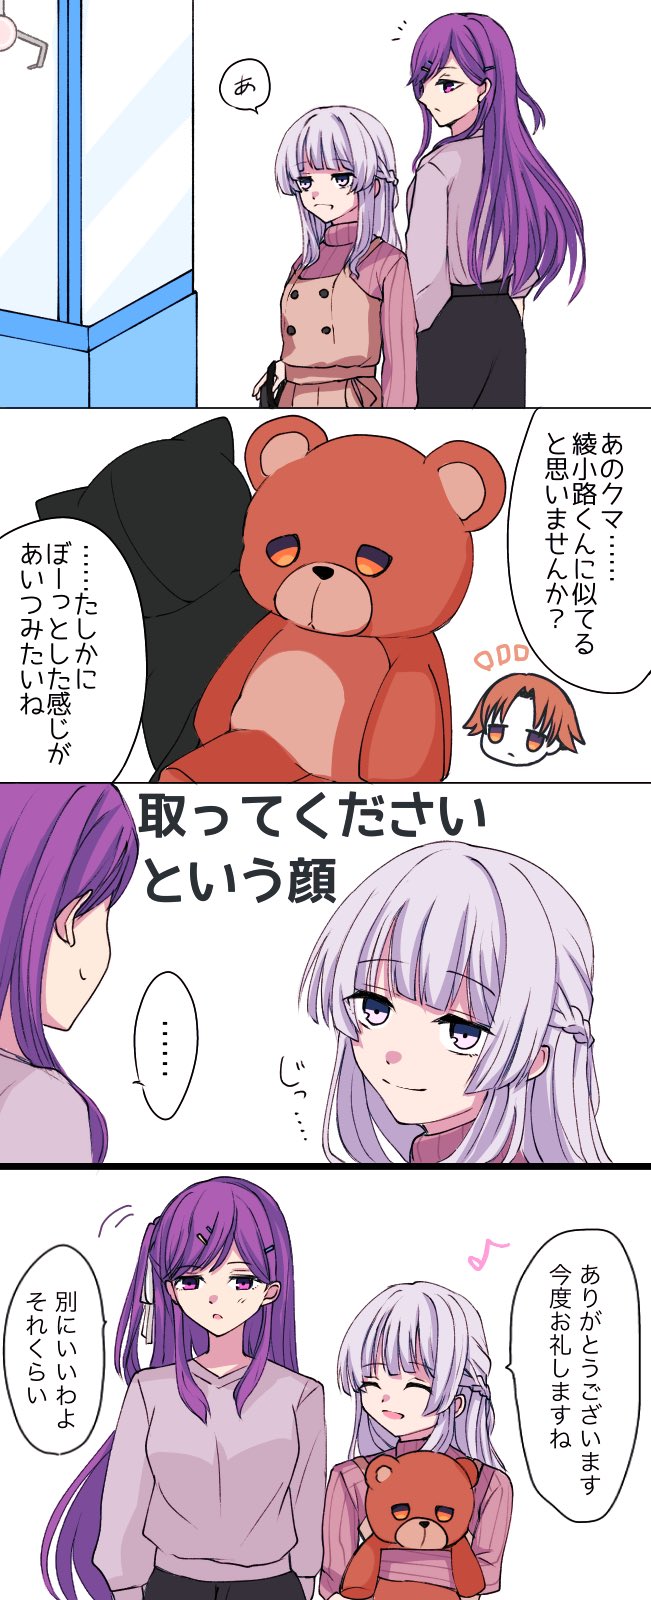 あ
あのクマ……
綾小路くんに似てる
と思いませんか?
……たしかに
ぼーっとした感じが
あいつみたいね
取ってください
という顔
………
じっ…
ありがとうございます
今度お礼しますね
別にいいわよ
それくらい